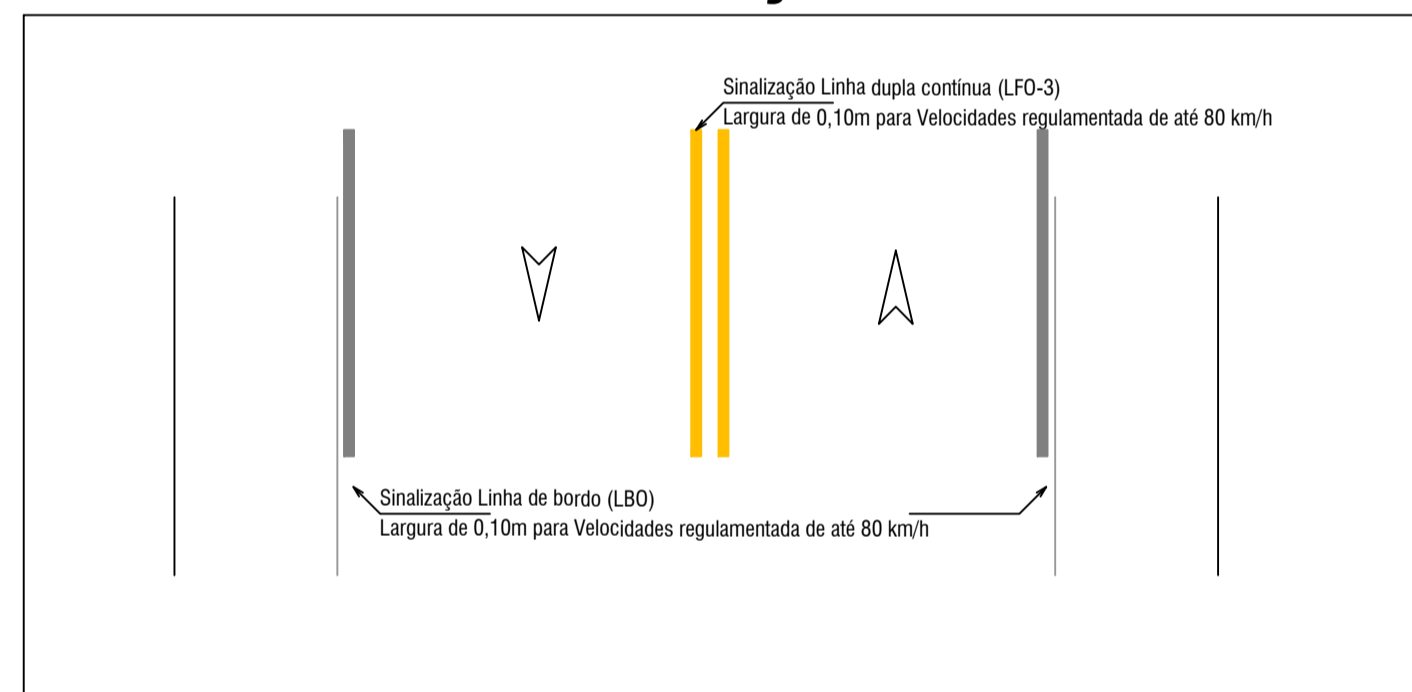 Sinalização Linha dupla contínua (LFO-3)
Largura de 0,10m para Velocidades regulamentada de até 80 km/h
Sinalização Linha de bordo (LBO)
Largura de 0,10m para Velocidades regulamentada de até 80 km/h